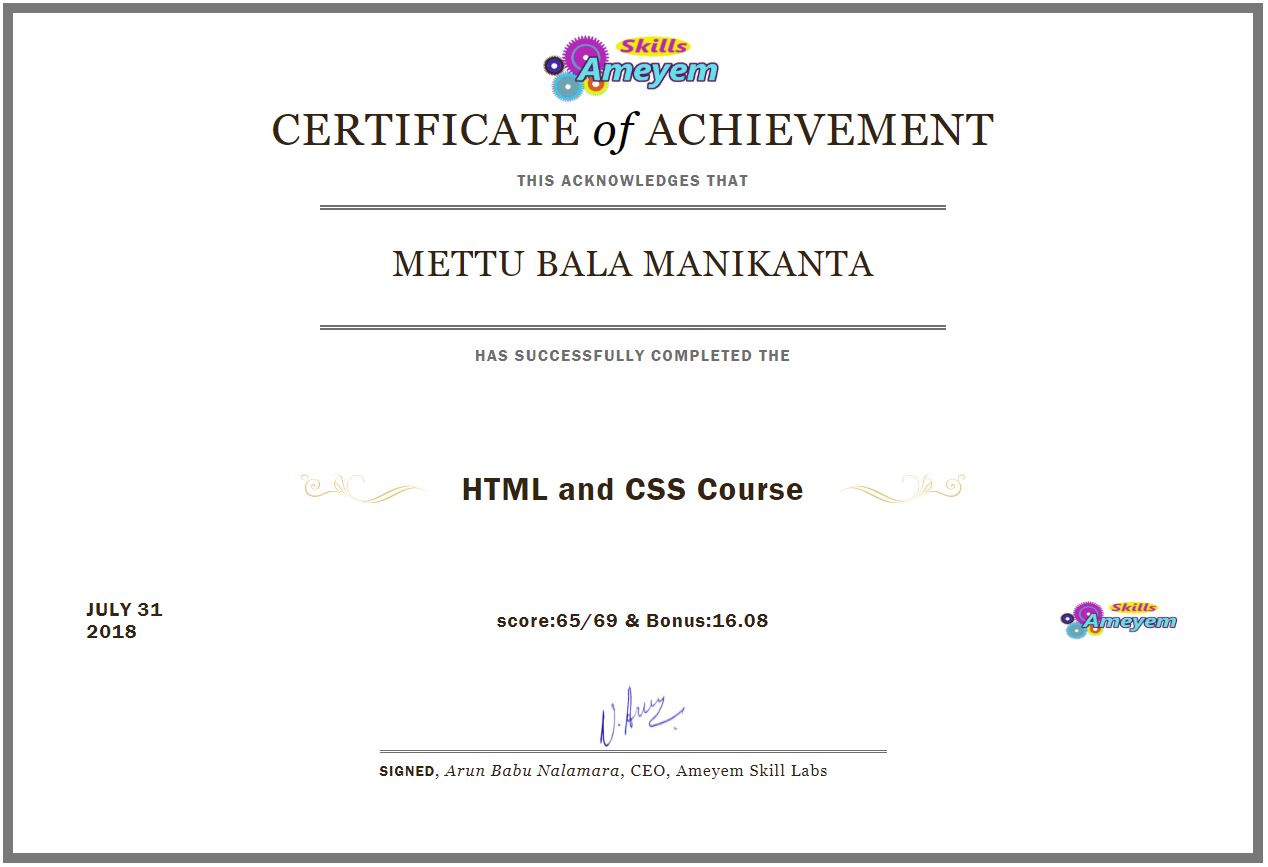 Skills
Ameyem
CERTIFICATE of ACHIEVEMENT
THIS ACKNOWLEDGES THAT
METTU BALA MANIKANTA
HAS SUCCESSFULLY COMPLETED THE
HTML and CSS Course
JULY 31
2018
score:65/69 & Bonus:16.08
Skills
Ameyem
N. Arun
SIGNED, Arun Babu Nalamara, CEO, Ameyem Skill Labs